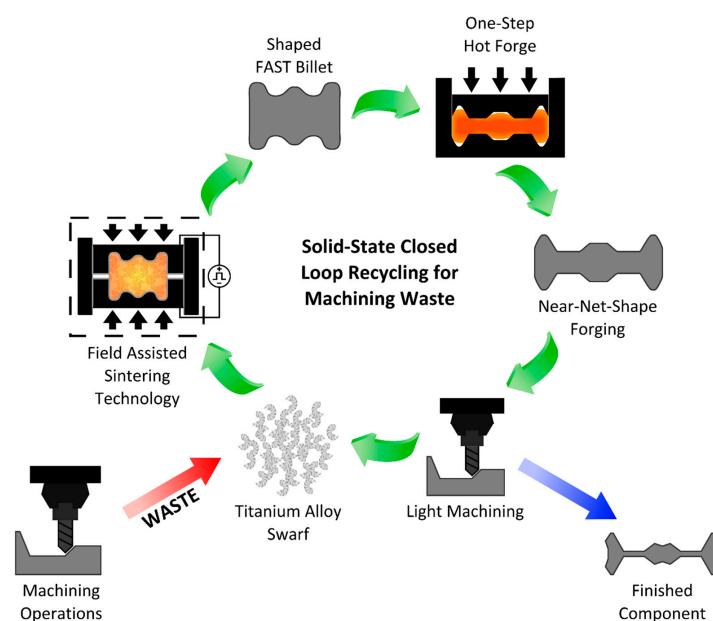 Shaped
FAST Billet
One-Step
Hot Forge
Solid-State Closed
Loop Recycling for
Machining Waste
Near-Net-Shape
Forging
Field Assisted
Sintering
Technology
WASTE
Titanium Alloy
Swarf
Light Machining
Machining
Operations
Finished
Component